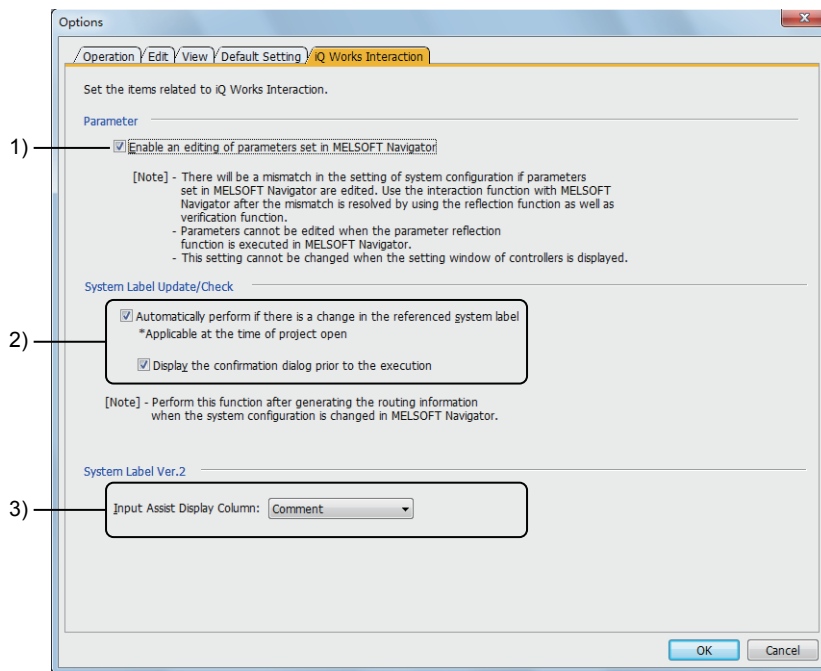 Options
Operation Edit View Default Setting iQ Works Interaction
Set the items related to iQ Works Interaction.
Parameter
1)
Enable an editing of parameters set in MELSOFT Navigator
[Note] - There will be a mismatch in the setting of system configuration if parameters
set in MELSOFT Navigator are edited. Use the interaction function with MELSOFT
Navigator after the mismatch is resolved by using the reflection function as well as
verification function.
- Parameters cannot be edited when the parameter reflection
function is executed in MELSOFT Navigator.
- This setting cannot be changed when the setting window of controllers is displayed.
System Label Update/Check
2)
Automatically perform if there is a change in the referenced system label
*Applicable at the time of project open
Display the confirmation dialog prior to the execution
[Note] - Perform this function after generating the routing information
when the system configuration is changed in MELSOFT Navigator.
System Label Ver.2
3)
Input Assist Display Column: Comment
OK Cancel